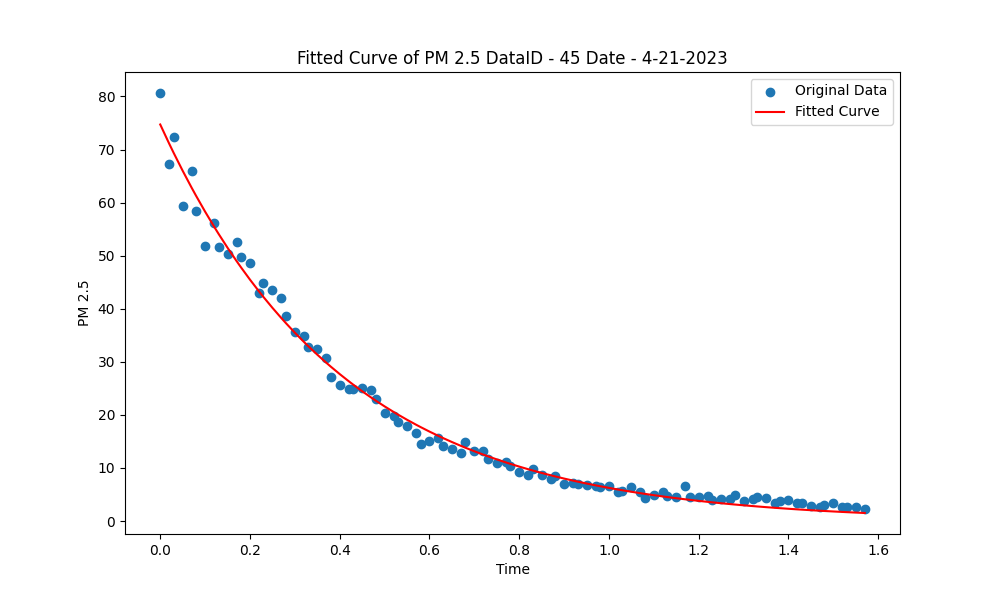 Fitted Curve of PM 2.5 DataID - 45 Date - 4-21-2023
Original Data
Fitted Curve
80
70
60
50
40
30
20
10
0
PM 2.5
0.0 0.2 0.4 0.6 0.8 1.0 1.2 1.4 1.6
Time